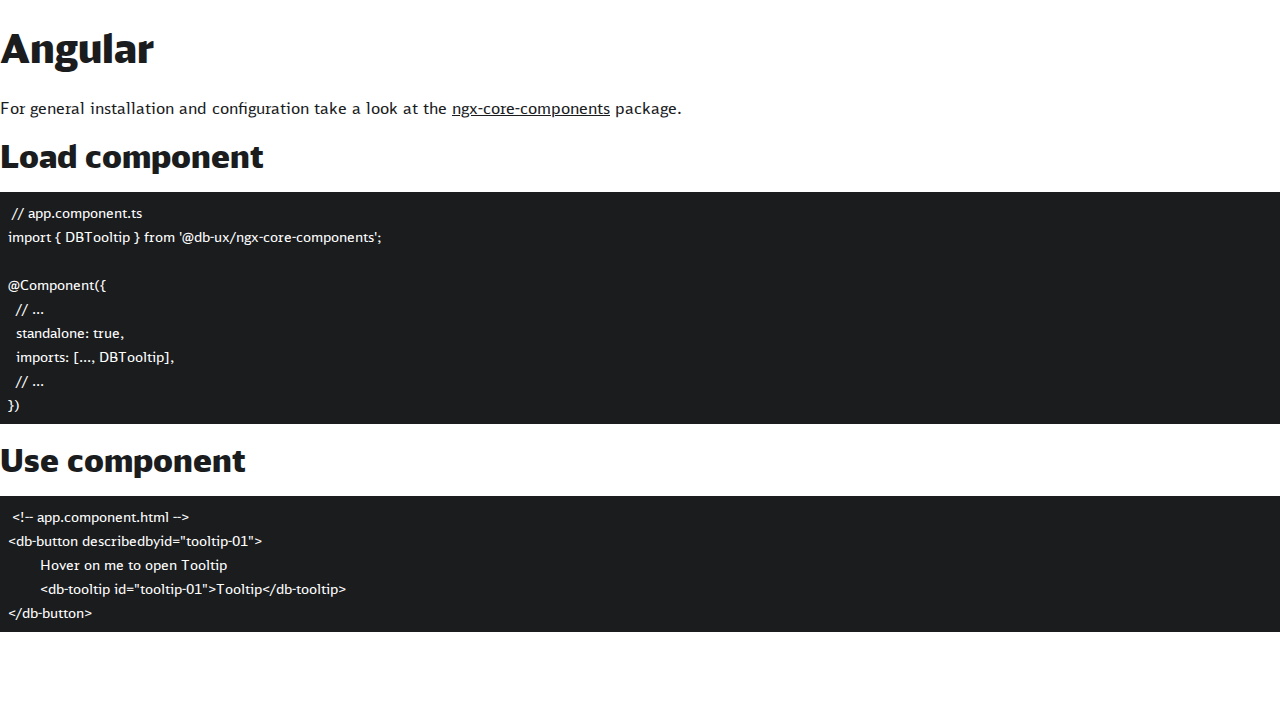 Angular
For general installation and configuration take a look at the ngx-core-components package.
Load component
// app.component.ts
import { DBTooltip } from '@db-ux/ngx-core-components';
@Component({
// ...
standalone: true,
imports: [..., DBTooltip],
// ...
})
Use component
<!-- app.component.html -->
<db-button describedbyid="tooltip-01">
Hover on me to open Tooltip
<db-tooltip id="tooltip-01">Tooltip</db-tooltip>
</db-button>